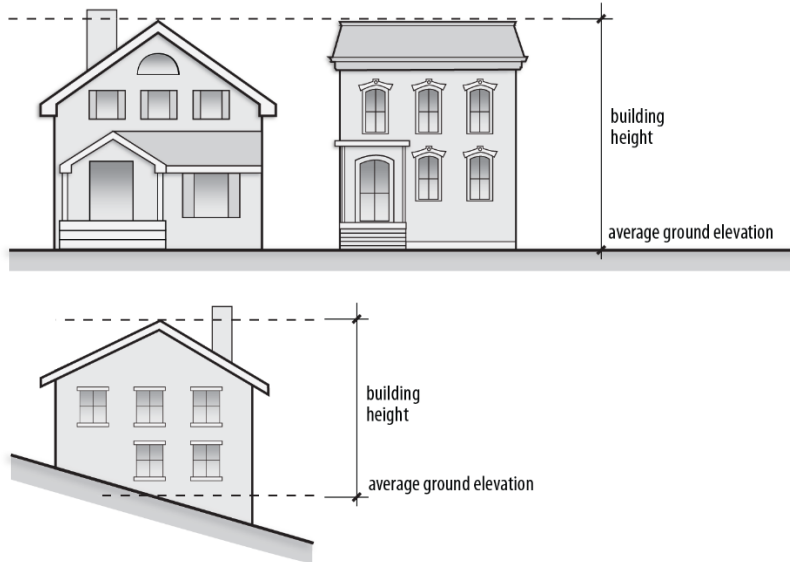 building
height
average ground elevation
building
height
average ground elevation